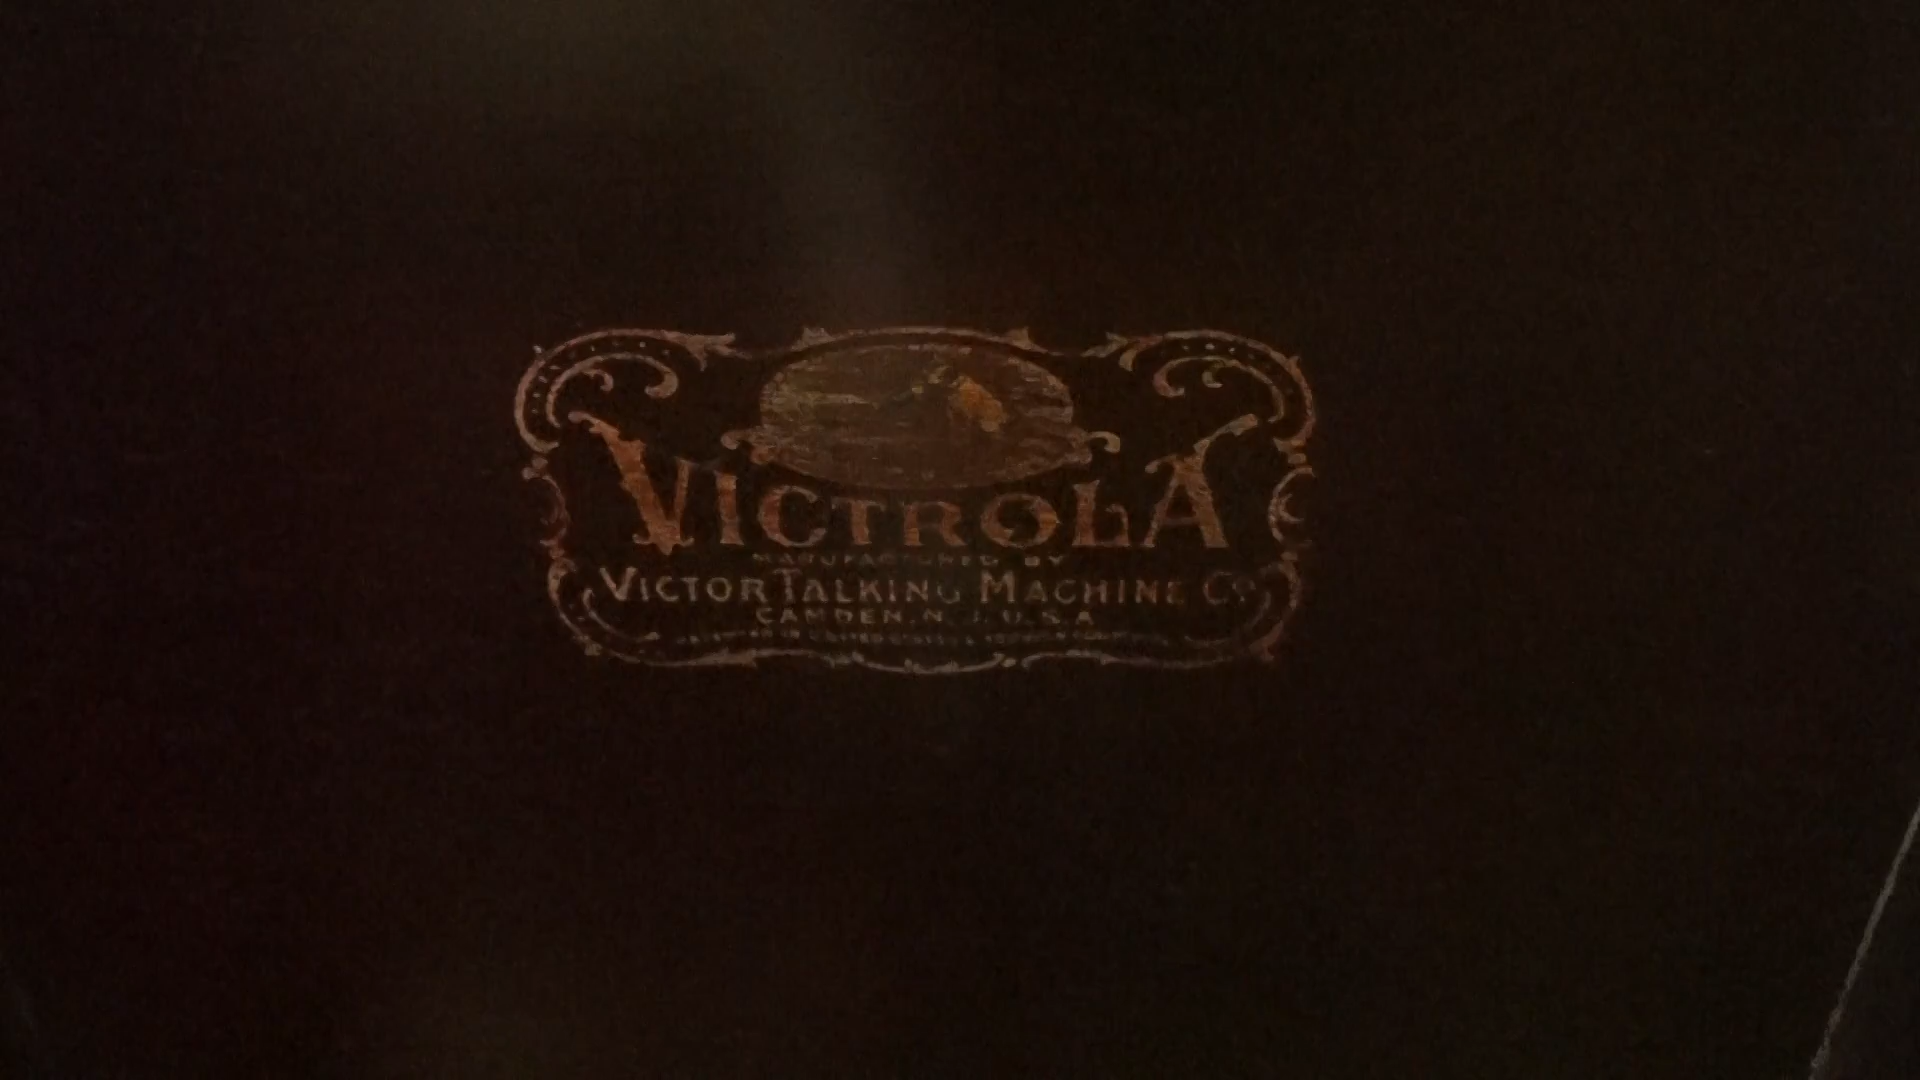 VICTROLA
MANUFACTURED BY
VICTOR TALKING MACHINE CO
CAMDEN, N.J. U.S.A